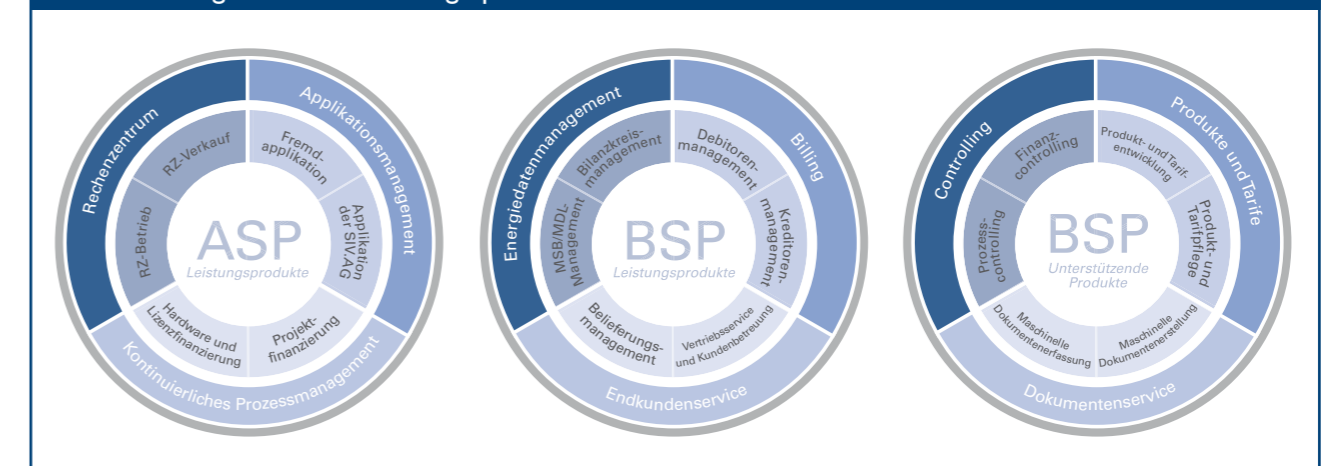 Rechenzentrum
Applikationsmanagement
Kontinuierliches Prozessmanagement
RZ-Verkauf
Fremd-
applikation
RZ-Betrieb
Applikation
der SIV.AG
Hardware und
Lizenzfinanzierung
Projekt-
finanzierung
ASP
Leistungsprodukte
Energiedatenmanagement
Billing
Endkundenservice
Bilanzkreis-
management
Debitoren-
management
MSB/MDL-
Management
Kreditoren-
management
Belieferungs-
management
Vertriebsservice
und Kundenbetreuung
BSP
Leistungsprodukte
Controlling
Produkte und Tarife
Dokumentenservice
Finanz-
controlling
Produkt- und Tarif-
entwicklung
Prozess-
controlling
Produkt- und
Tarifpflege
Maschinelle
Dokumentenerfassung
Maschinelle
Dokumentenerstellung
BSP
Unterstützende
Produkte